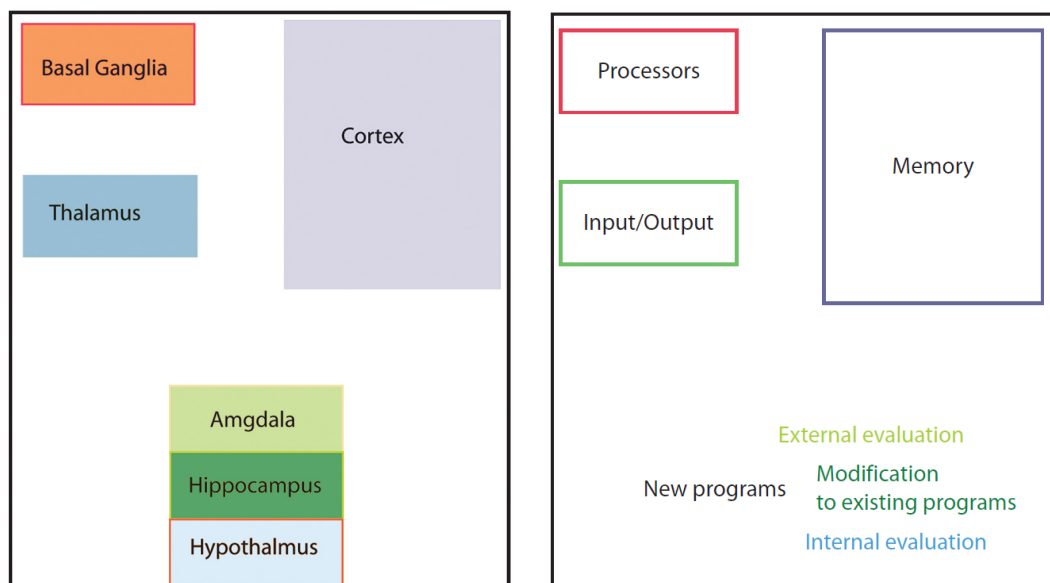 Basal Ganglia
Cortex
Thalamus
Amgdala
Hippocampus
Hypothalmus
Processors
Memory
Input/Output
External evaluation
New programs
Modification
to existing programs
Internal evaluation